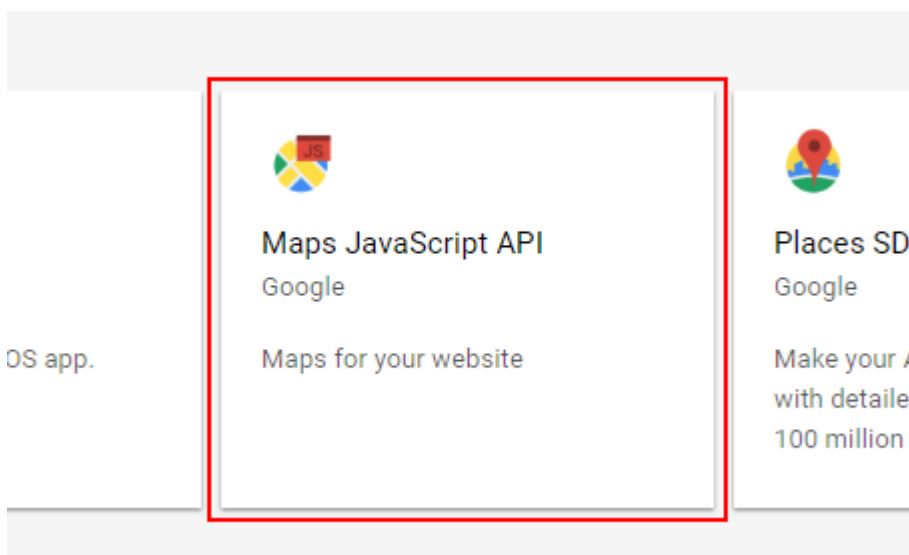 OS app.
JS
Maps JavaScript API
Google
Maps for your website
Places SD
Google
Make your
with detaile
100 million